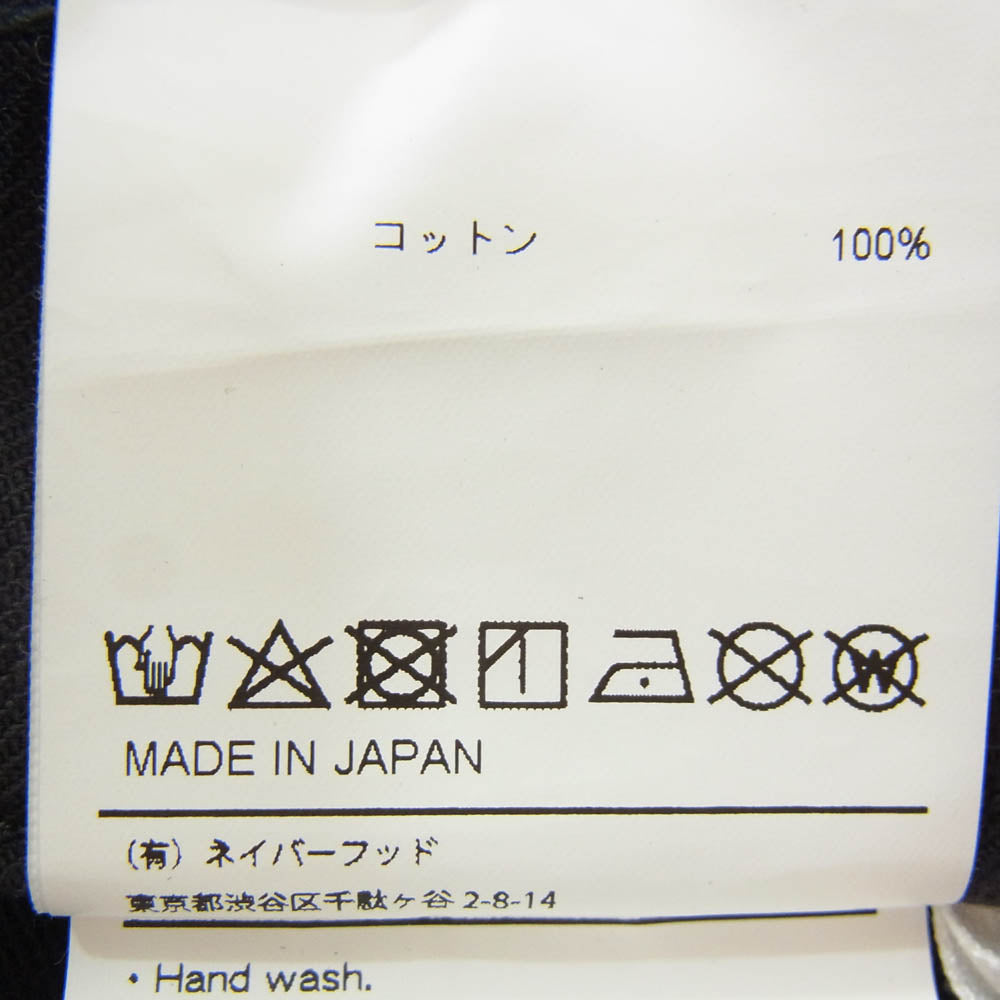 コットン 100%
W
MADE IN JAPAN
(有) ネイバーフッド
東京都渋谷区千駄ヶ谷 2-8-14
・Hand wash.